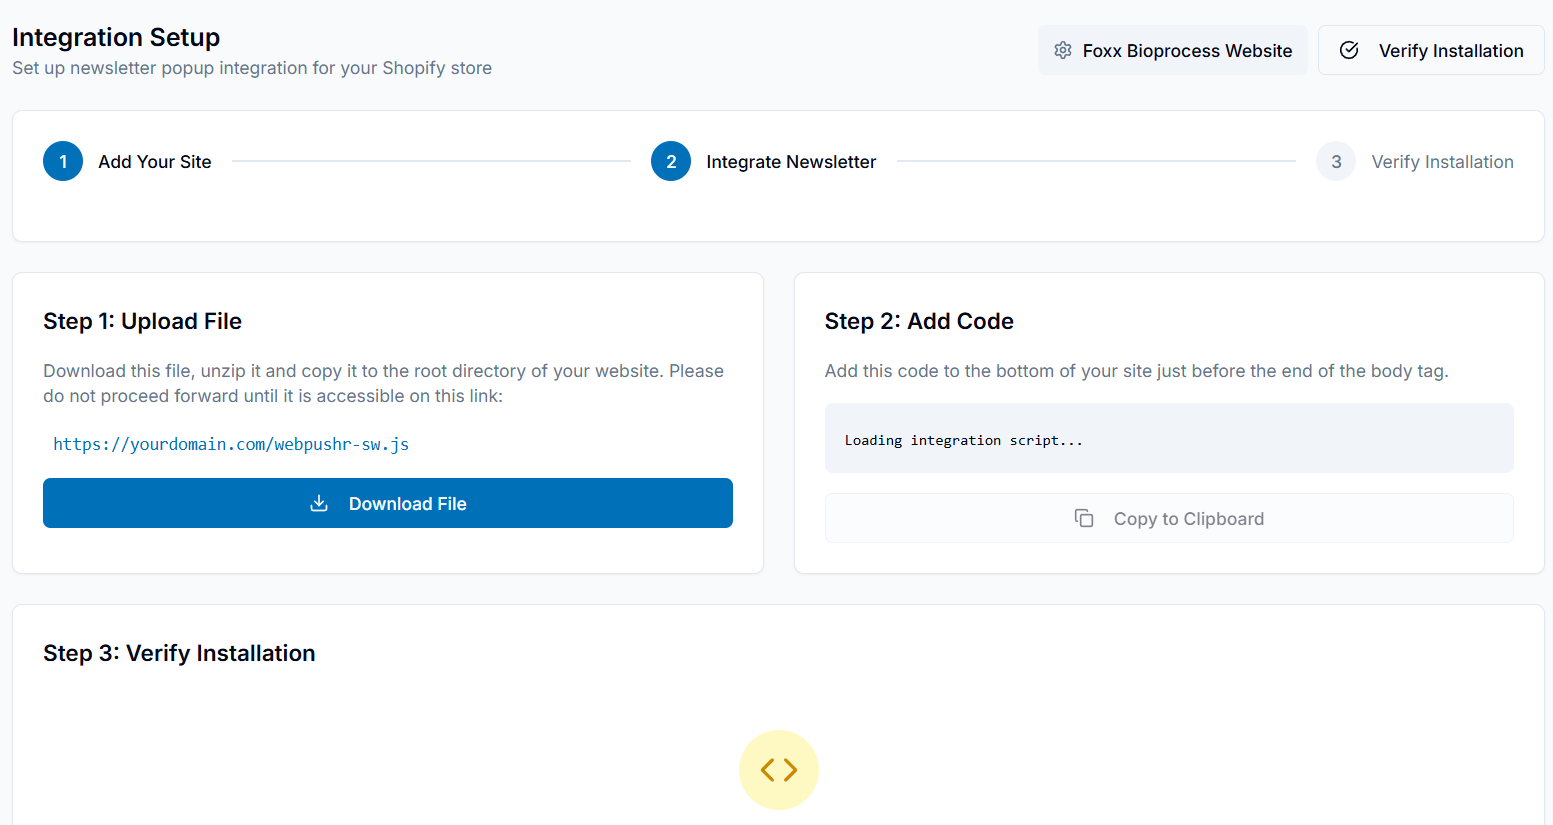 Integration Setup
Set up newsletter popup integration for your Shopify store
Foxx Bioprocess Website
Verify Installation
1 Add Your Site
2 Integrate Newsletter
3 Verify Installation
Step 1: Upload File
Download this file, unzip it and copy it to the root directory of your website. Please
do not proceed forward until it is accessible on this link:
https://yourdomain.com/webpushr-sw.js
Download File
Step 2: Add Code
Add this code to the bottom of your site just before the end of the body tag.
Loading integration script...
Copy to Clipboard
Step 3: Verify Installation